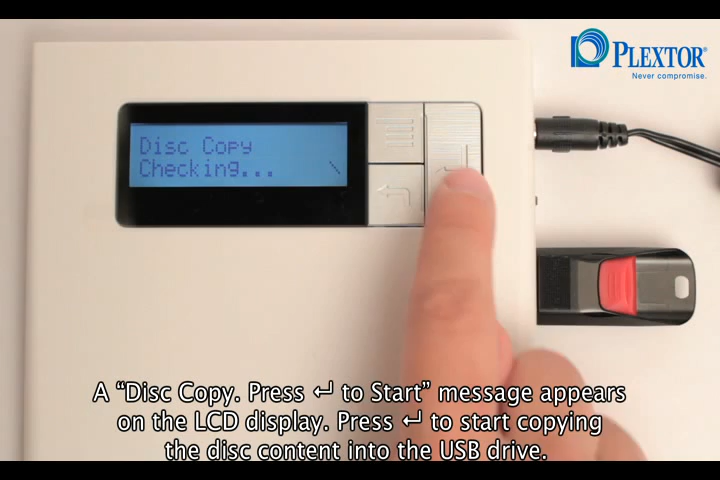 PLEXTOR®
Never compromise.
Disc Copy
Checking... \
A “Disc Copy. Press ↵ to Start” message appears
on the LCD display. Press ↵ to start copying
the disc content into the USB drive.